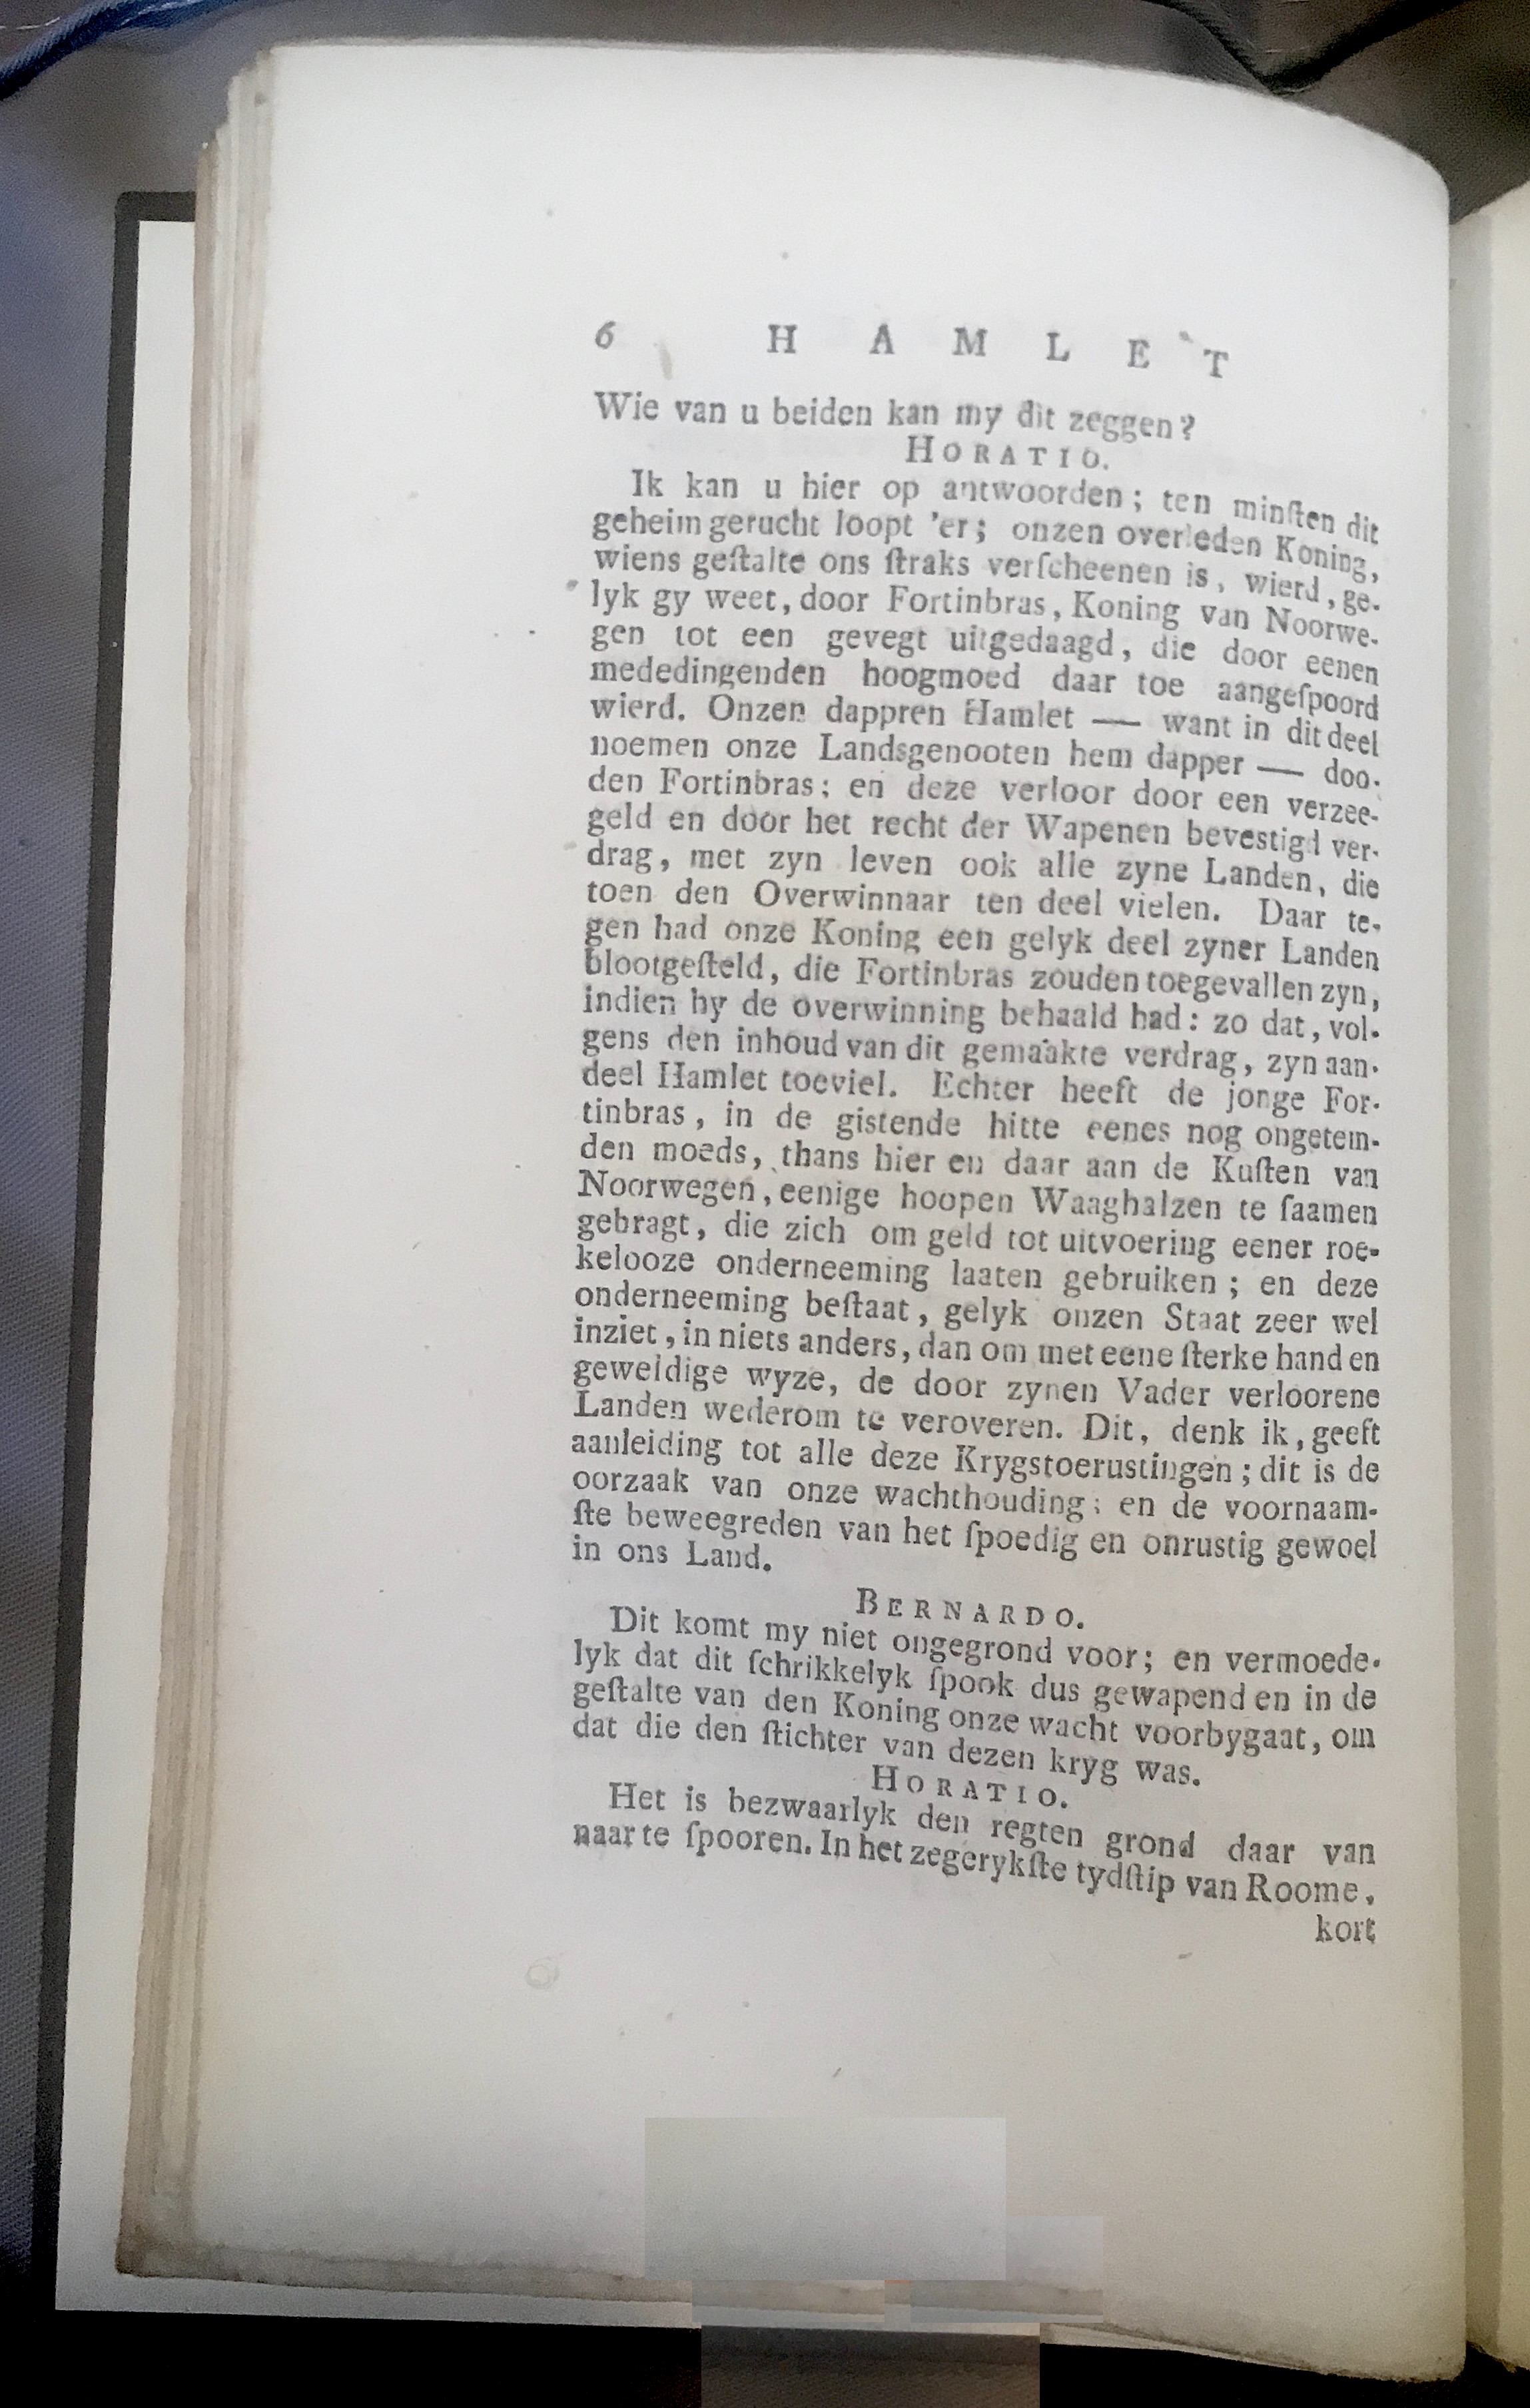 6 H A M L E T
Wie van u beiden kan my dit zeggen?
HORATIO.
Ik kan u hier op antwoorden; ten minſten dit
geheim gerucht loopt 'er; onzen overleden Koning,
wiens geſtalte ons ſtraks verſcheenen is, wierd, ge-
lyk gy weet, door Fortinbras, Koning van Noorwe-
gen tot een gevegt uitgedaagd, die door eenen
mededingenden hoogmoed daar toe aangeſpoord
wierd. Onzen dappren Hamlet — want in dit deel
noemen onze Landsgenooten hem dapper — doo-
den Fortinbras; en deze verloor door een verzee-
geld en door het recht der Wapenen bevestigd ver-
drag, met zyn leven ook alle zyne Landen, die
toen den Overwinnaar ten deel vielen. Daar te-
gen had onze Koning een gelyk deel zyner Landen
blootgeſteld, die Fortinbras zouden toegevallen zyn,
indien hy de overwinning behaald had: zo dat, vol-
gens den inhoud van dit gemaakte verdrag, zyn aan-
deel Hamlet toeviel. Echter heeft de jonge For-
tinbras, in de gistende hitte eenes nog ongetem-
den moeds, thans hier en daar aan de Kuſten van
Noorwegen, eenige hoopen Waaghalzen te ſaamen
gebragt, die zich om geld tot uitvoering eener roe-
kelooze onderneeming laaten gebruiken; en deze
onderneeming beſtaat, gelyk onzen Staat zeer wel
inziet, in niets anders, dan om met eene ſterke hand en
geweldige wyze, de door zynen Vader verloorene
Landen wederom te veroveren. Dit, denk ik, geeft
aanleiding tot alle deze Krygstoerustingen; dit is de
oorzaak van onze wachthouding; en de voornaam-
ſte beweegreden van het ſpoedig en onrustig gewoel
in ons Land.
BERNARDO.
Dit komt my niet ongegrond voor; en vermoede-
lyk dat dit ſchrikkelyk ſpook dus gewapend en in de
geſtalte van den Koning onze wacht voorbygaat, om
dat die den ſtichter van dezen kryg was.
HORATIO.
Het is bezwaarlyk den regten grond daar van
naar te ſpooren. In het zegerykſte tydſtip van Roome,
kort